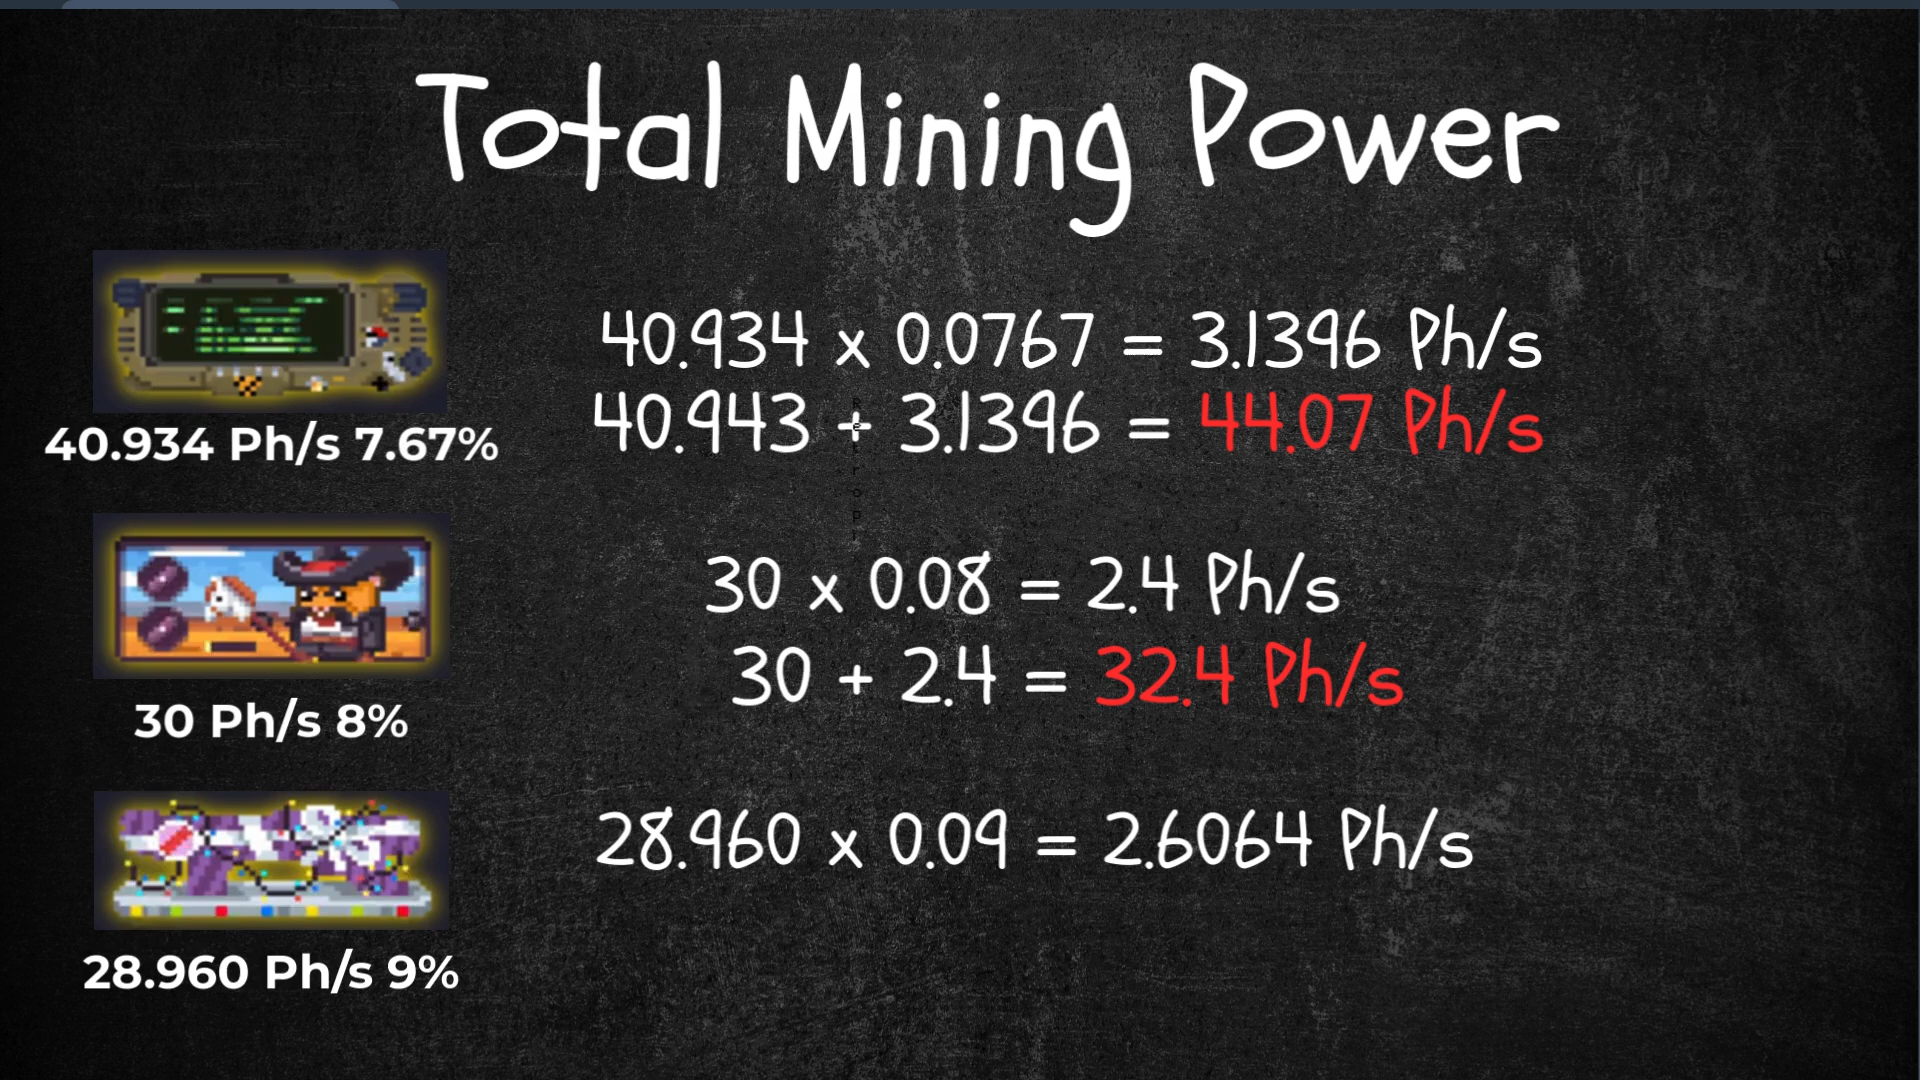 Total Mining Power
40.934 x 0.0767 = 3.1396 Ph/s
40.943 + 3.1396 = 44.07 Ph/s
40.934 Ph/s 7.67%
30 x 0.08 = 2.4 Ph/s
30 + 2.4 = 32.4 Ph/s
30 Ph/s 8%
28.960 x 0.09 = 2.6064 Ph/s
28.960 Ph/s 9%